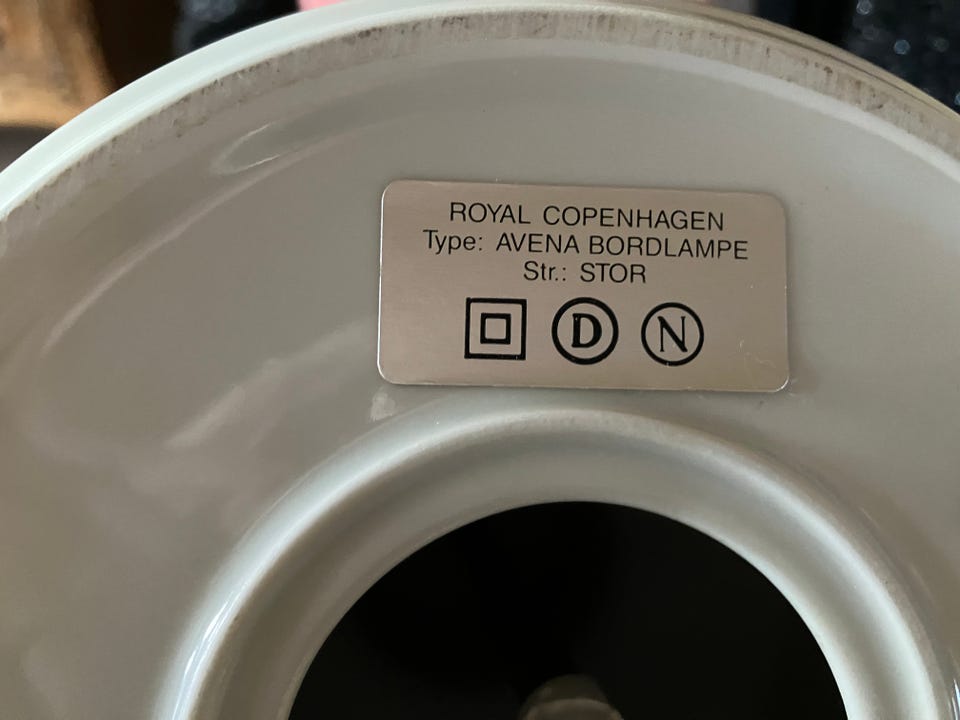 ROYAL COPENHAGEN
Type: AVENA BORDLAMPE
Str.: STOR
D N